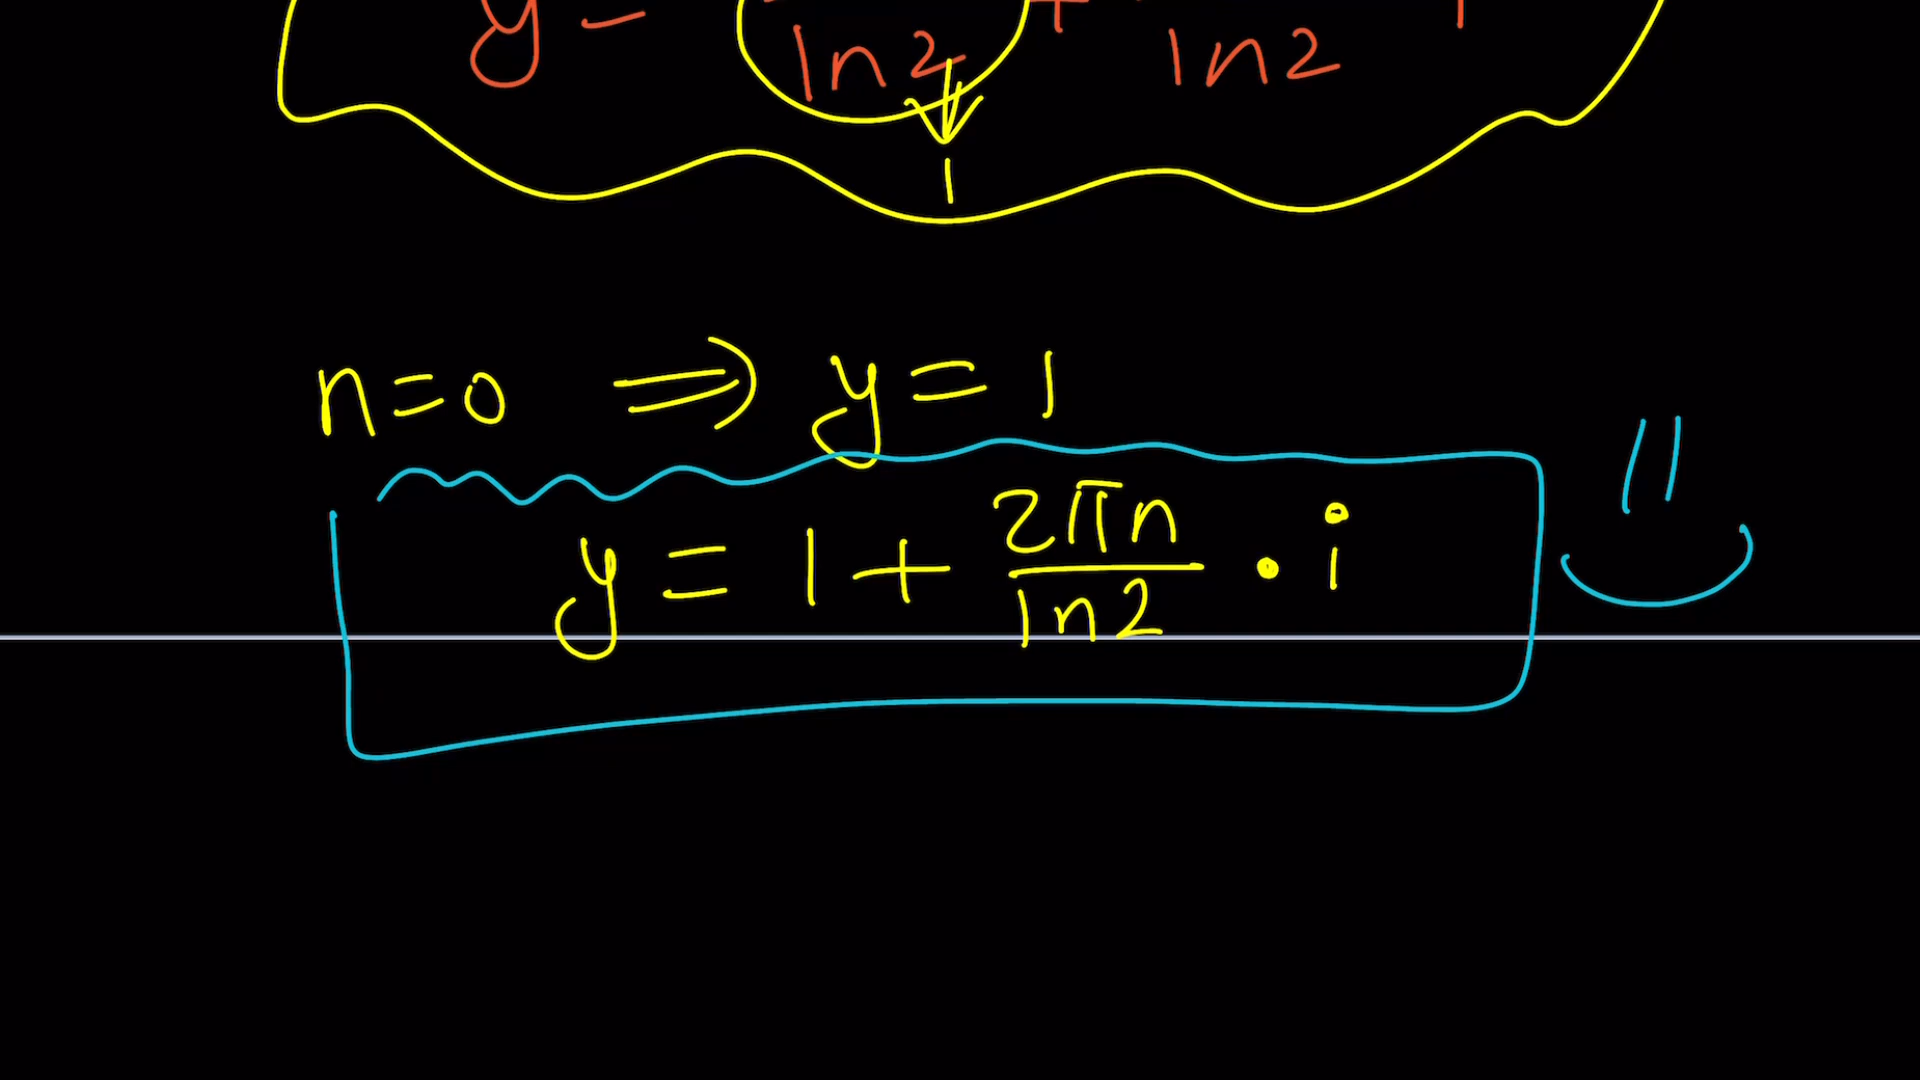 y = ln2 + ln2
1
n=0 ⇒ y = 1
y = 1 + 2πn/ln2 · i